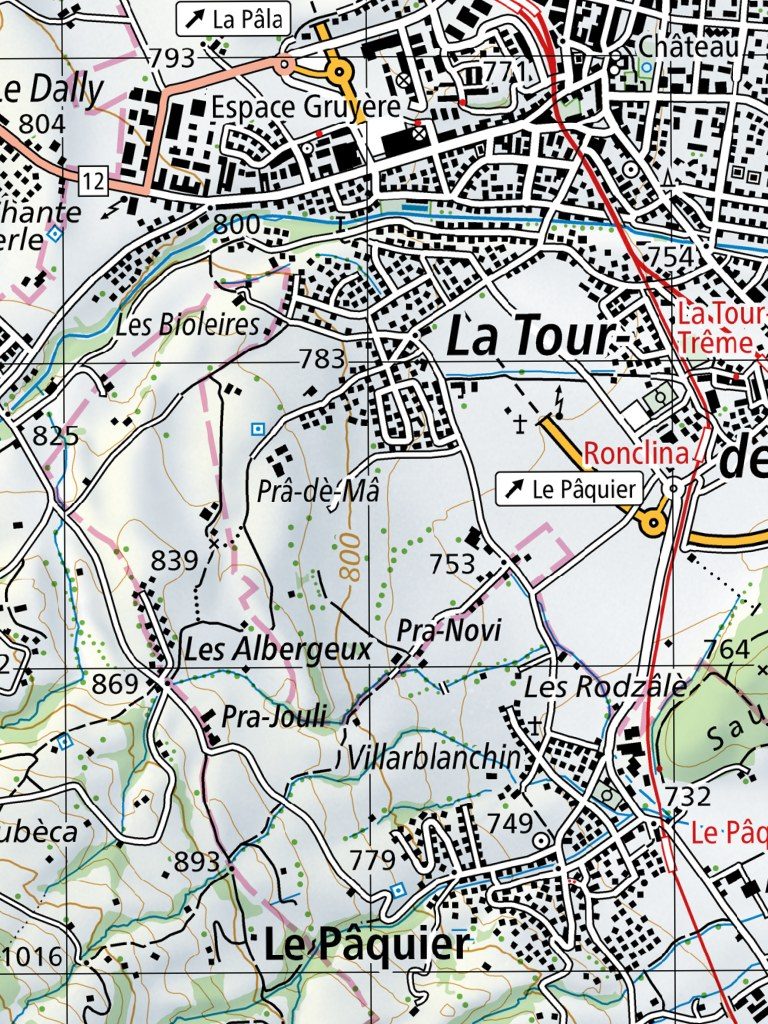 La Pâla
793
Château
771
Le Dally
Espace Gruyère
804
12
Chante
erle
800
754
La Tour-
Trême
Les Bioleires
La Tour-
783
825
Ronclina
de
Prâ-dè-Mâ
Le Pâquier
800
839
753
Pra-Novi
Les Albergeux
764
2
869
Les Rodzâlè
Pra-Jouli
Sau
Villarblanchin
732
ubèca
749
Le Pâq
779
893
Le Pâquier
1016